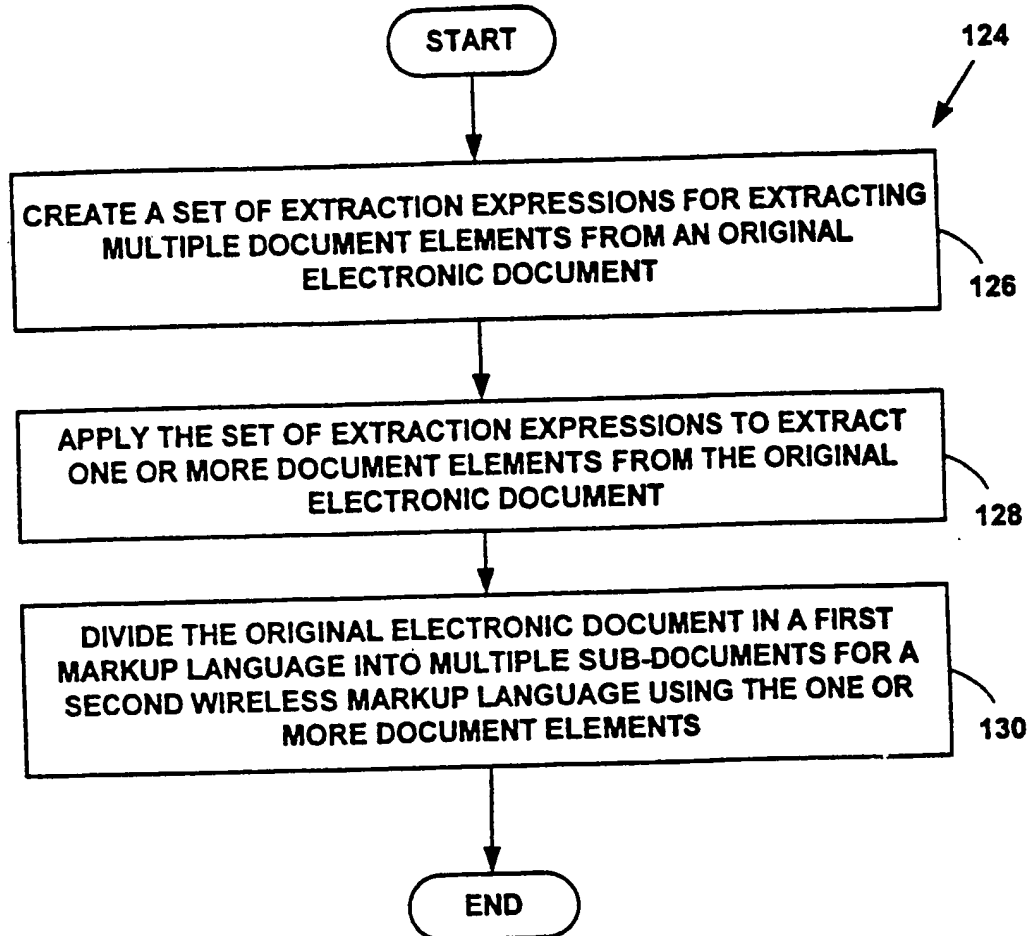 START
124
CREATE A SET OF EXTRACTION EXPRESSIONS FOR EXTRACTING
MULTIPLE DOCUMENT ELEMENTS FROM AN ORIGINAL
ELECTRONIC DOCUMENT
126
APPLY THE SET OF EXTRACTION EXPRESSIONS TO EXTRACT
ONE OR MORE DOCUMENT ELEMENTS FROM THE ORIGINAL
ELECTRONIC DOCUMENT
128
DIVIDE THE ORIGINAL ELECTRONIC DOCUMENT IN A FIRST
MARKUP LANGUAGE INTO MULTIPLE SUB-DOCUMENTS FOR A
SECOND WIRELESS MARKUP LANGUAGE USING THE ONE OR
MORE DOCUMENT ELEMENTS
130
END